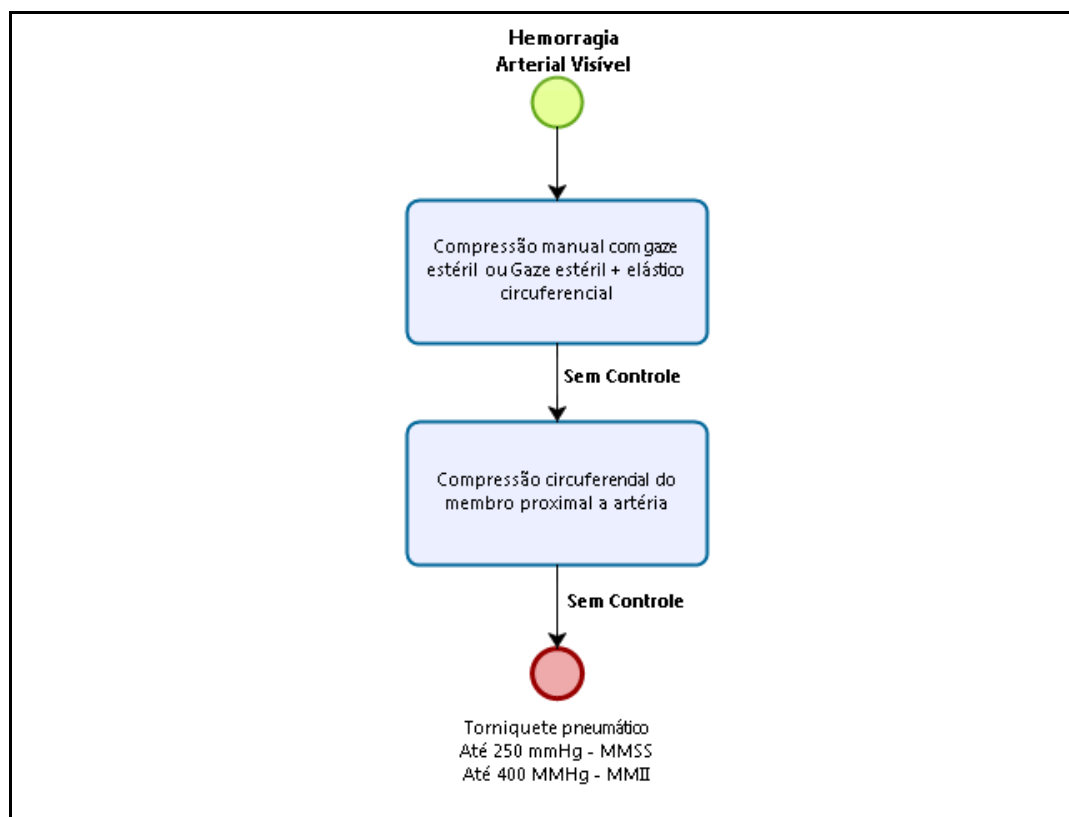 Hemorragia
Arterial Visível
Compressão manual com gaze
estéril ou Gaze estéril + elástico
circuferencial
Sem Controle
Compressão circuferencial do
membro proximal a artéria
Sem Controle
Torniquete pneumático
Até 250 mmHg - MMSS
Até 400 MMHg - MMII